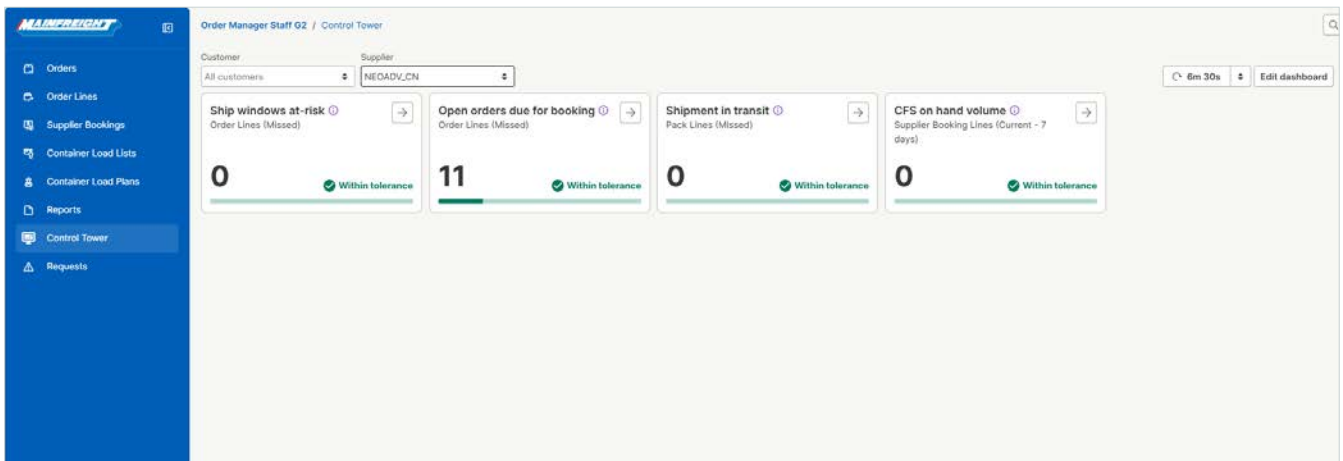 MAINFREIGHT
Order Manager Staff G2 / Control Tower
Orders
Order Lines
Supplier Bookings
Container Load Lists
Container Load Plans
Reports
Control Tower
Requests
Customer
Supplier
All customers
NEOADV_CN
6m 30s
Edit dashboard
Ship windows at-risk
Order Lines (Missed)
0
Within tolerance
Open orders due for booking
Order Lines (Missed)
11
Within tolerance
Shipment in transit
Pack Lines (Missed)
0
Within tolerance
CFS on hand volume
Supplier Booking Lines (Current - 7
days)
0
Within tolerance